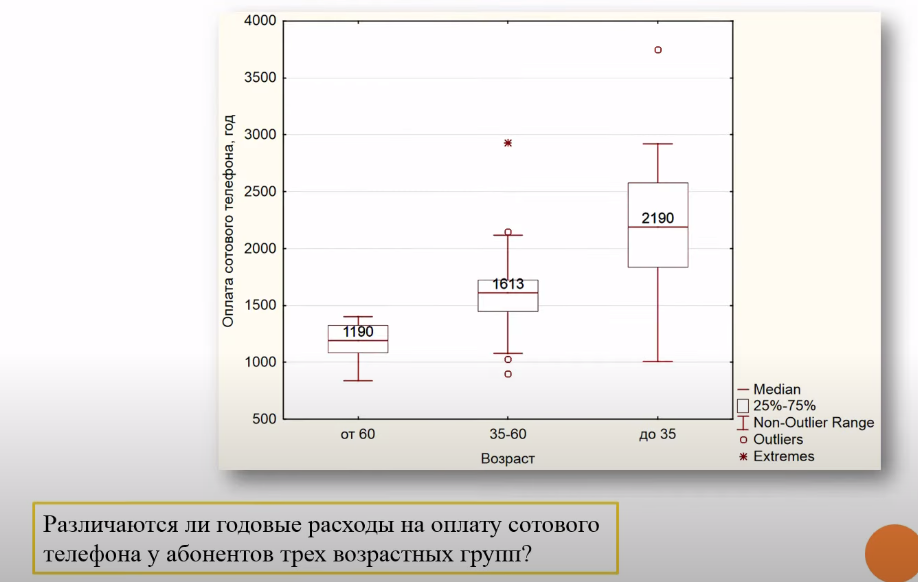 4000
3500
3000
2500
2000
1500
1000
500
Оплата сотового телефона, год
1190
1613
2190
от 60
35-60
до 35
Возраст
Median
25%-75%
Non-Outlier Range
Outliers
Extremes
Различаются ли годовые расходы на оплату сотового
телефона у абонентов трех возрастных групп?